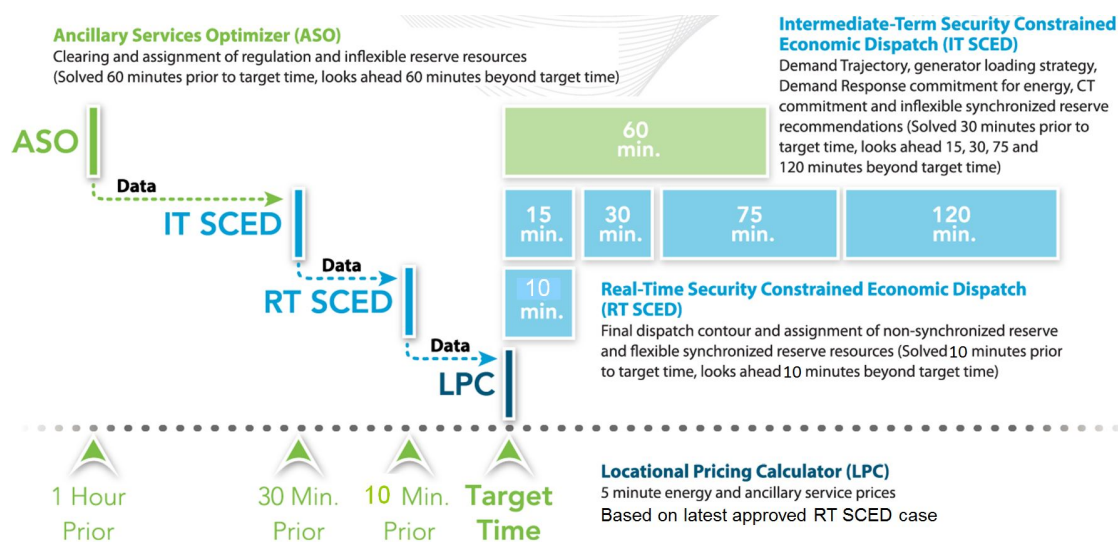 Ancillary Services Optimizer (ASO)
Clearing and assignment of regulation and inflexible reserve resources
(Solved 60 minutes prior to target time, looks ahead 60 minutes beyond target time)
Intermediate-Term Security Constrained
Economic Dispatch (IT SCED)
Demand Trajectory, generator loading strategy,
Demand Response commitment for energy, CT
commitment and inflexible synchronized reserve
recommendations (Solved 30 minutes prior to
target time, looks ahead 15, 30, 75 and
120 minutes beyond target time)
ASO
60
min.
Data
IT SCED
15
min.
30
min.
75
min.
120
min.
Data
RT SCED
10
min.
Real-Time Security Constrained Economic Dispatch
(RT SCED)
Final dispatch contour and assignment of non-synchronized reserve
and flexible synchronized reserve resources (Solved 10 minutes prior
to target time, looks ahead 10 minutes beyond target time)
Data
LPC
1 Hour
Prior
30 Min.
Prior
10 Min.
Prior
Target
Time
Locational Pricing Calculator (LPC)
5 minute energy and ancillary service prices
Based on latest approved RT SCED case